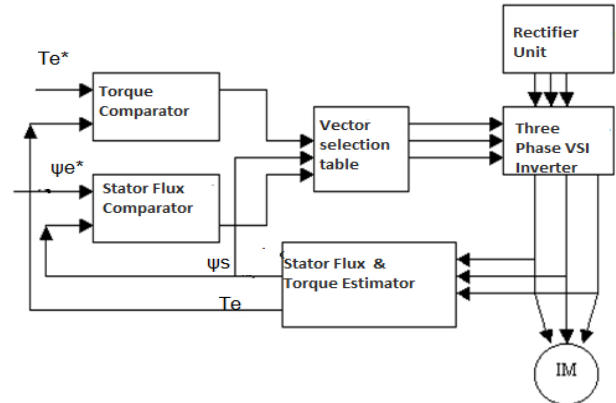 Te*
Torque
Comparator
Rectifier
Unit
Vector
selection
table
Three
Phase VSI
Inverter
ψe*
Stator Flux
Comparator
ψs
Te
Stator Flux &
Torque Estimator
IM